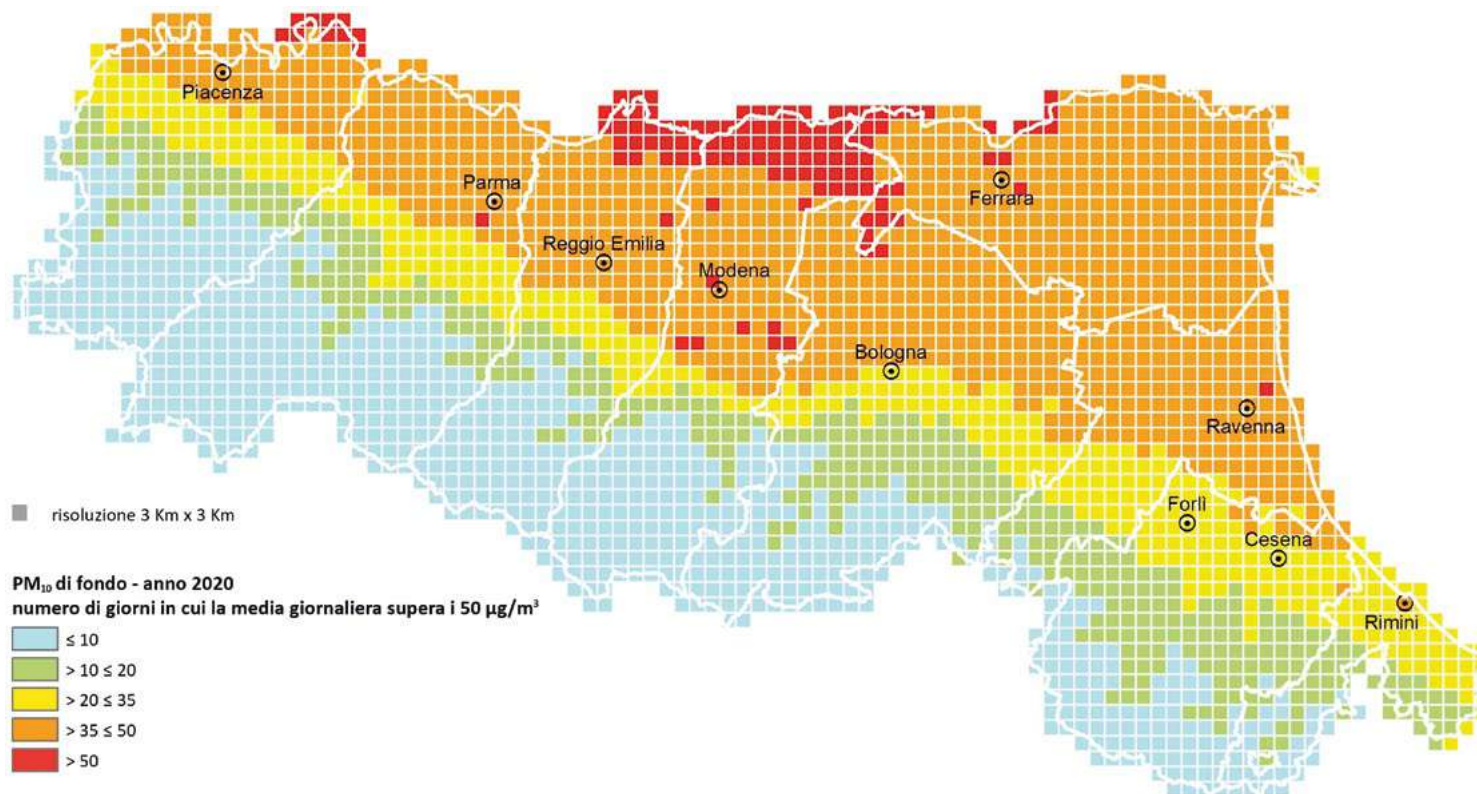 Piacenza
Parma
Ferrara
Reggio Emilia
Modena
Bologna
Ravenna
Forlì
Cesena
Rimini
risoluzione 3 Km x 3 Km
PM₁₀ di fondo - anno 2020
numero di giorni in cui la media giornaliera supera i 50 µg/m³
≤ 10
> 10 ≤ 20
> 20 ≤ 35
> 35 ≤ 50
> 50